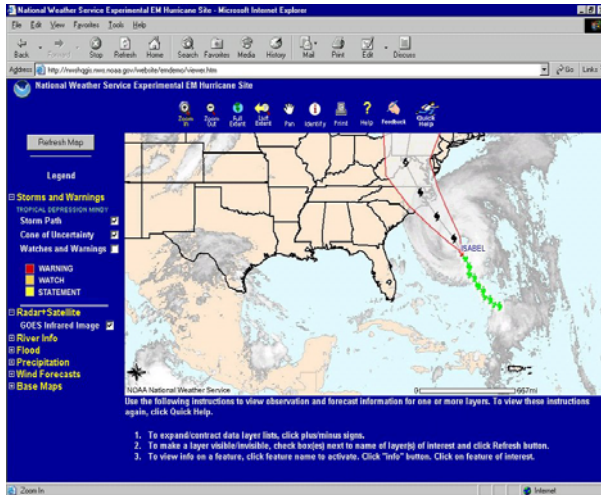 National Weather Service Experimental EM Hurricane Site - Microsoft Internet Explorer
File Edit View Favorites Tools Help
Back Forward Stop Refresh Home Search Favorites Media History Mail Print Edit Discuss
Address http://nwshqgis.nws.noaa.gov/website/emdemo/viewer.htm Go Links
National Weather Service Experimental EM Hurricane Site
Zoom In Zoom Out Full Extent Last Extent Pan Identify Print Help Feedback Quick Help
Refresh Map
Legend
Storms and Warnings
TROPICAL DEPRESSION MINDY
Storm Path
Cone of Uncertainty
Watches and Warnings
WARNING
WATCH
STATEMENT
Radar+Satellite
GOES Infrared Image
River Info
Flood
Precipitation
Wind Forecasts
Base Maps
ISABEL
NOAA National Weather Service
0 667mi
Use the following instructions to view observation and forecast information for one or more layers. To view these instructions
again, click Quick Help.
1. To expand/contract data layer lists, click plus/minus signs.
2. To make a layer visible/invisible, check box(es) next to name of layer(s) of interest and click Refresh button.
3. To view info on a feature, click feature name to activate. Click "info" button. Click on feature of interest.
Zoom In Internet